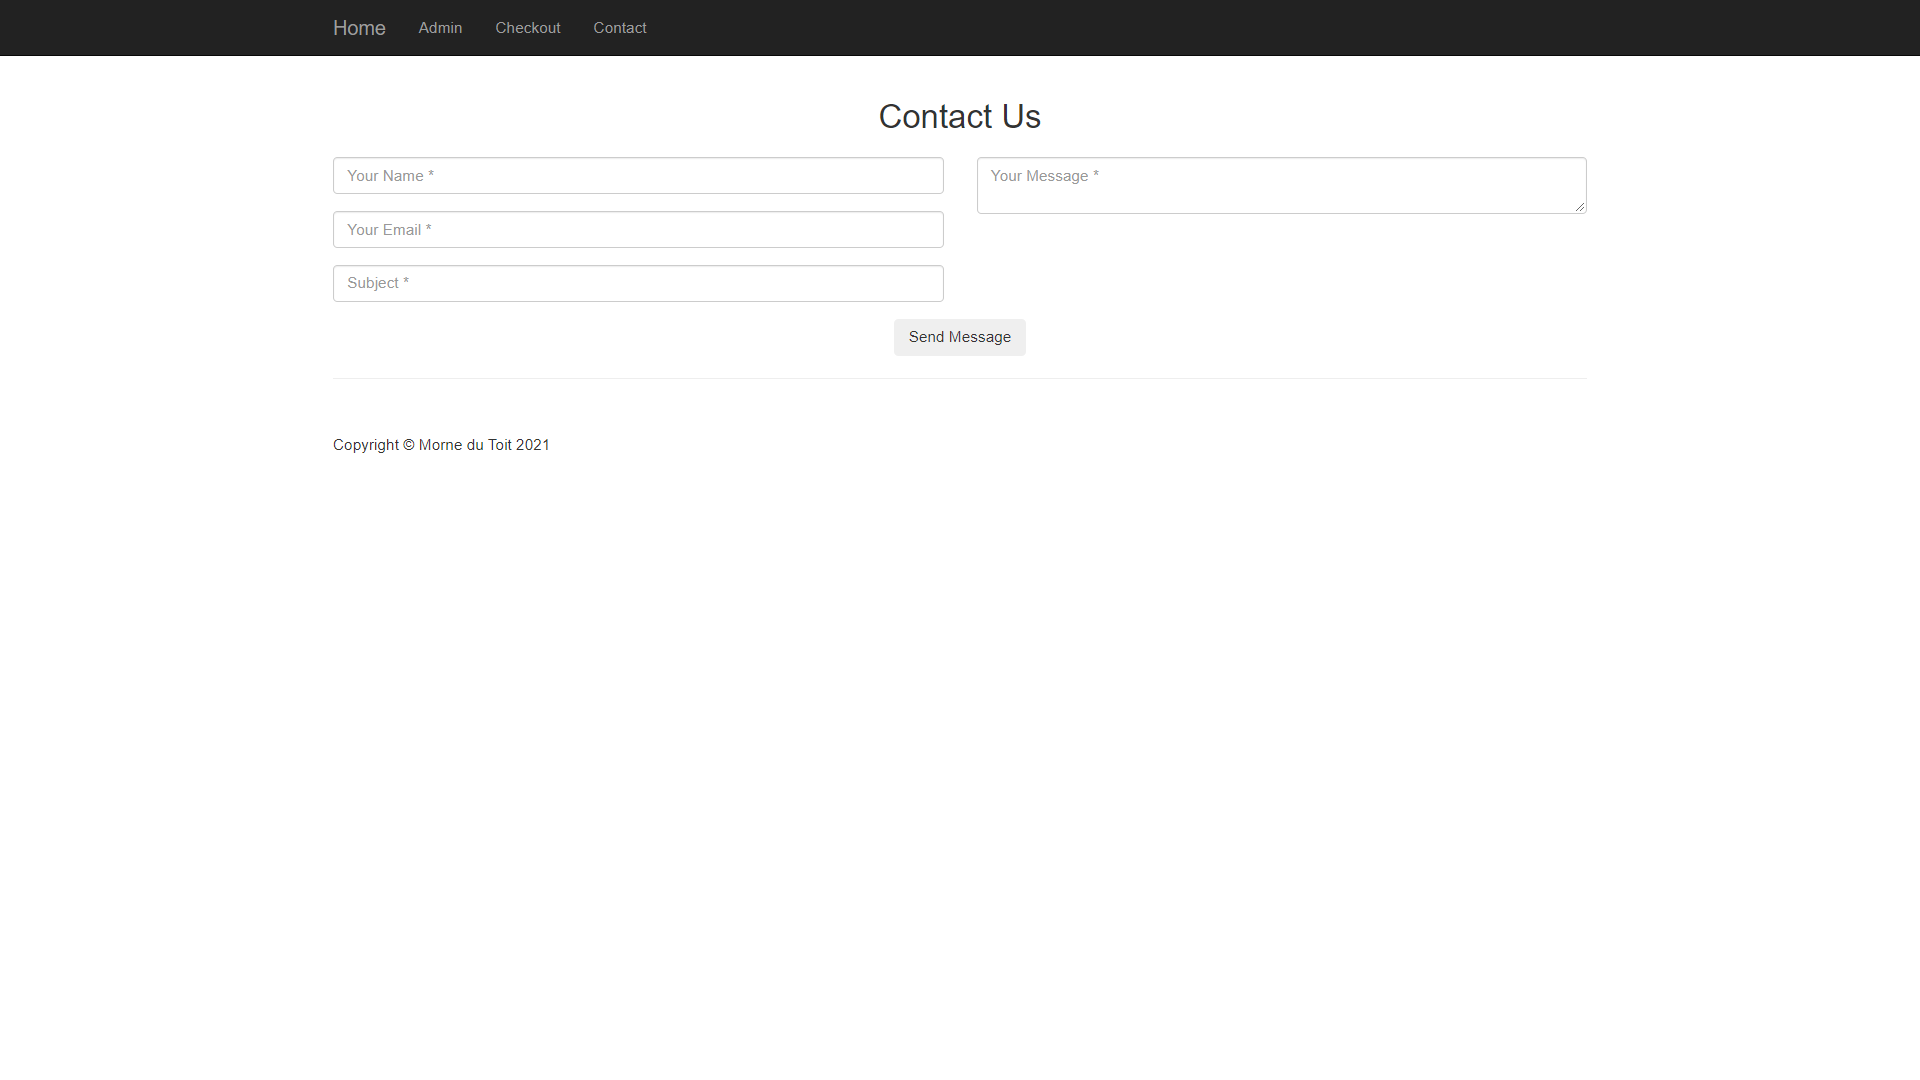 Home Admin Checkout Contact
Contact Us
Your Name *
Your Email *
Subject *
Your Message *
Send Message
Copyright © Morne du Toit 2021